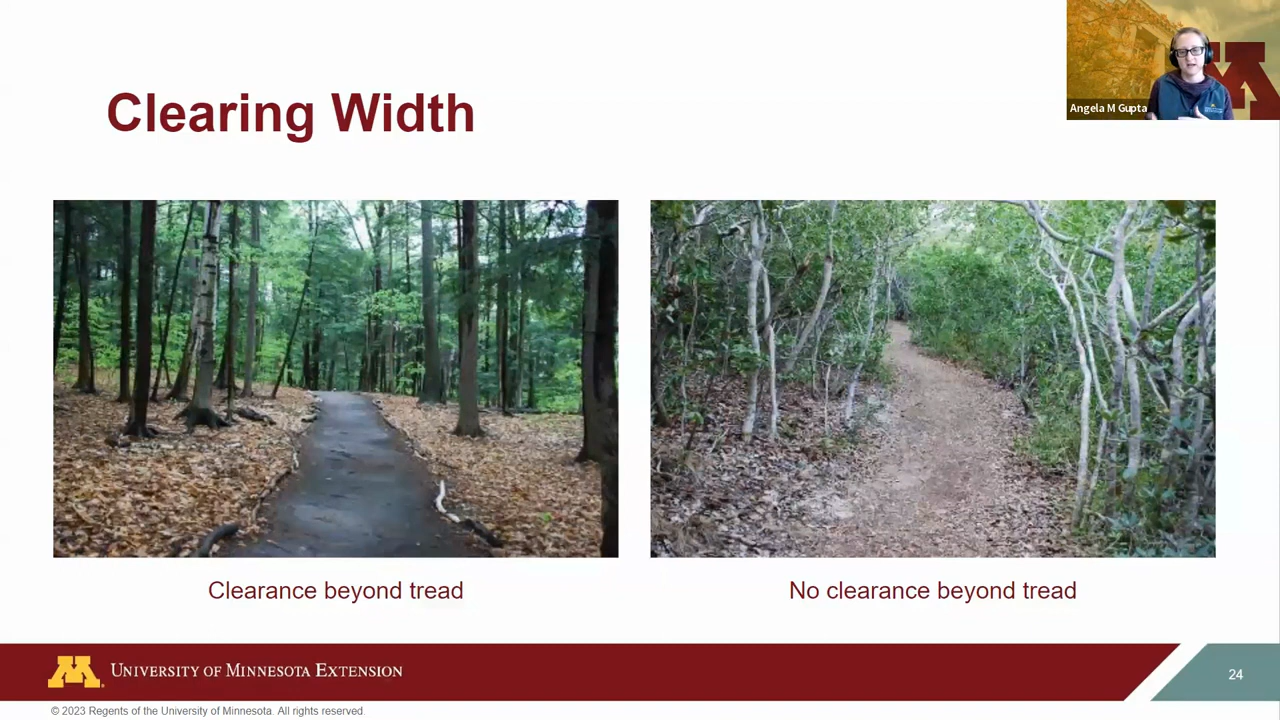 Clearing Width
Angela M Gupta
Clearance beyond tread
No clearance beyond tread
UNIVERSITY OF MINNESOTA EXTENSION
24
© 2023 Regents of the University of Minnesota. All rights reserved.